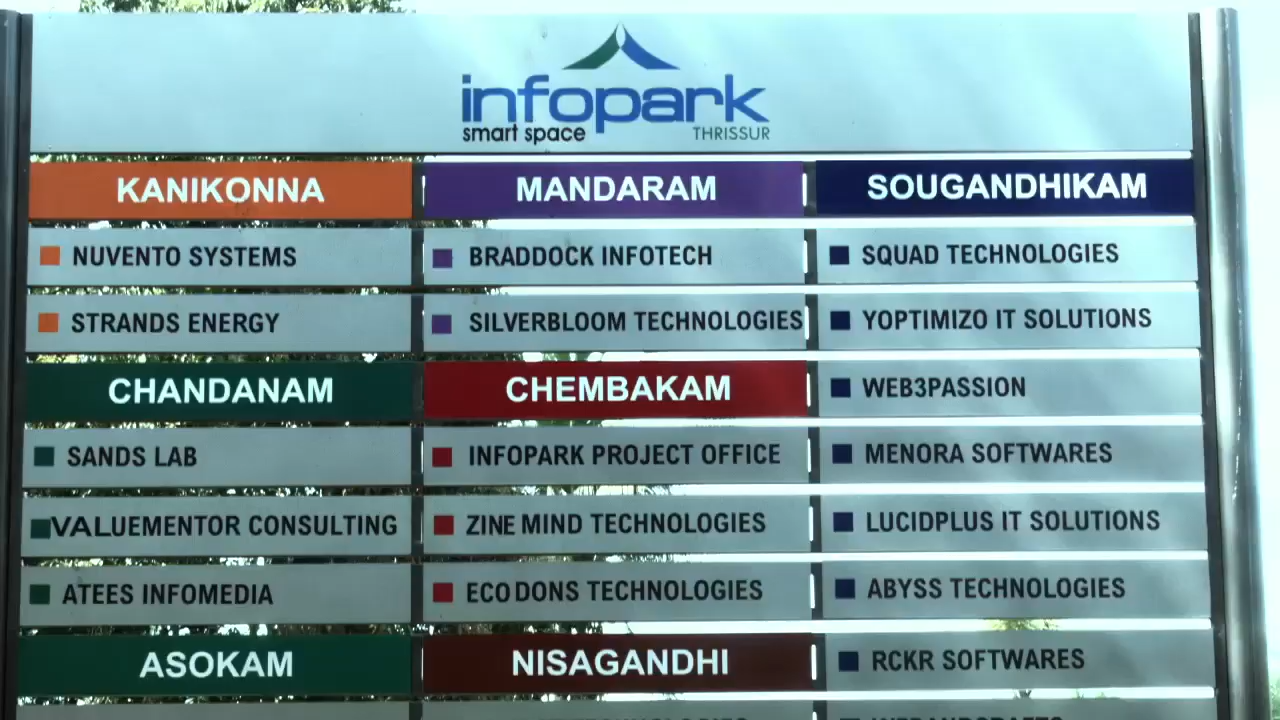 infopark
smart space THRISSUR
KANIKONNA
NUVENTO SYSTEMS
STRANDS ENERGY
CHANDANAM
SANDS LAB
VALUEMENTOR CONSULTING
ATEES INFOMEDIA
ASOKAM
MANDARAM
BRADDOCK INFOTECH
SILVERBLOOM TECHNOLOGIES
CHEMBAKAM
INFOPARK PROJECT OFFICE
ZINE MIND TECHNOLOGIES
ECO DONS TECHNOLOGIES
NISAGANDHI
SOUGANDHIKAM
SQUAD TECHNOLOGIES
YOPTIMIZO IT SOLUTIONS
WEB3PASSION
MENORA SOFTWARES
LUCIDPLUS IT SOLUTIONS
ABYSS TECHNOLOGIES
RCKR SOFTWARES